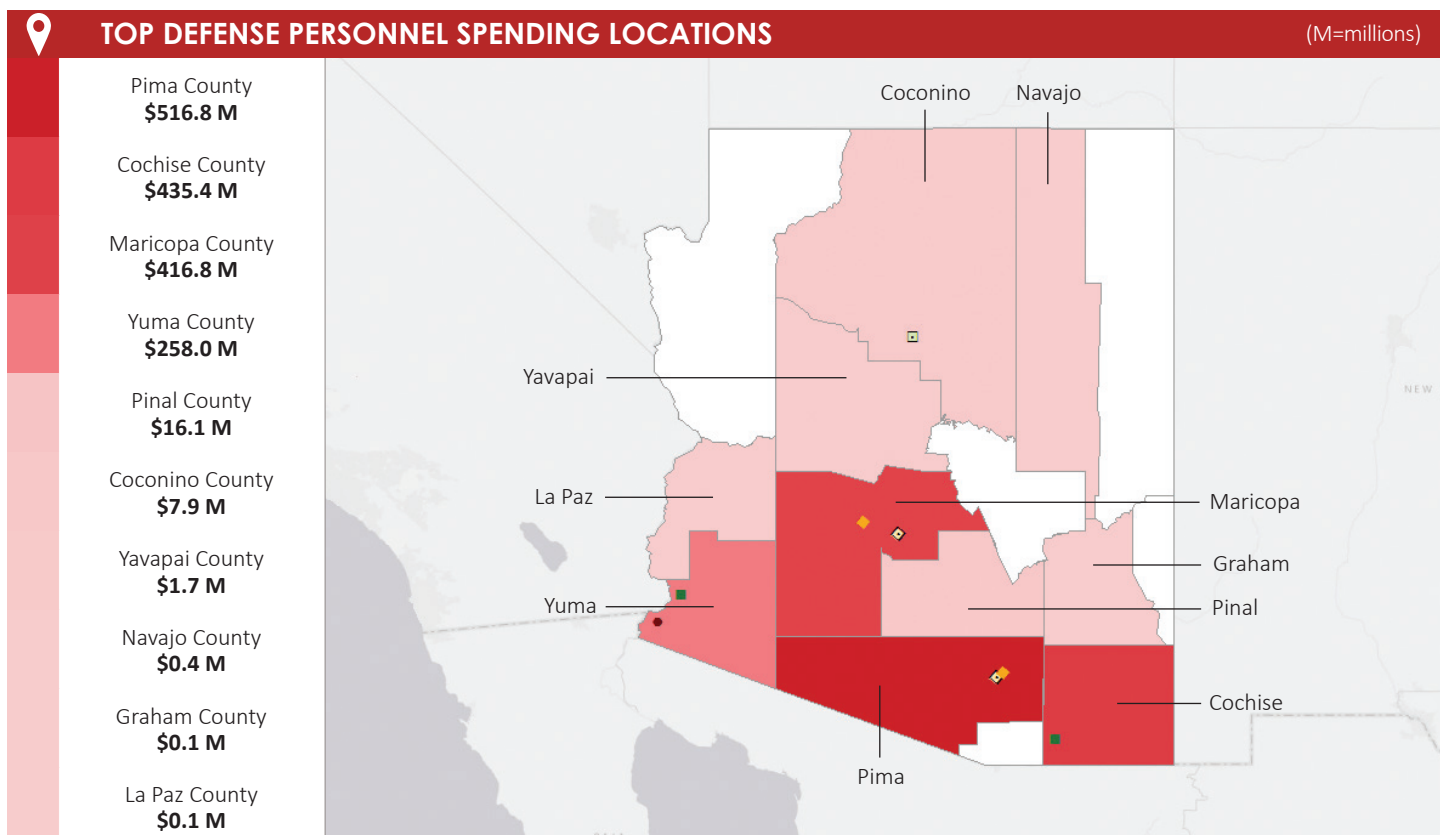 TOP DEFENSE PERSONNEL SPENDING LOCATIONS
(M=millions)
Pima County
$516.8 M
Cochise County
$435.4 M
Maricopa County
$416.8 M
Yuma County
$258.0 M
Pinal County
$16.1 M
Coconino County
$7.9 M
Yavapai County
$1.7 M
Navajo County
$0.4 M
Graham County
$0.1 M
La Paz County
$0.1 M
Coconino
Navajo
Yavapai
NEW
La Paz
Maricopa
Graham
Yuma
Pinal
Cochise
Pima